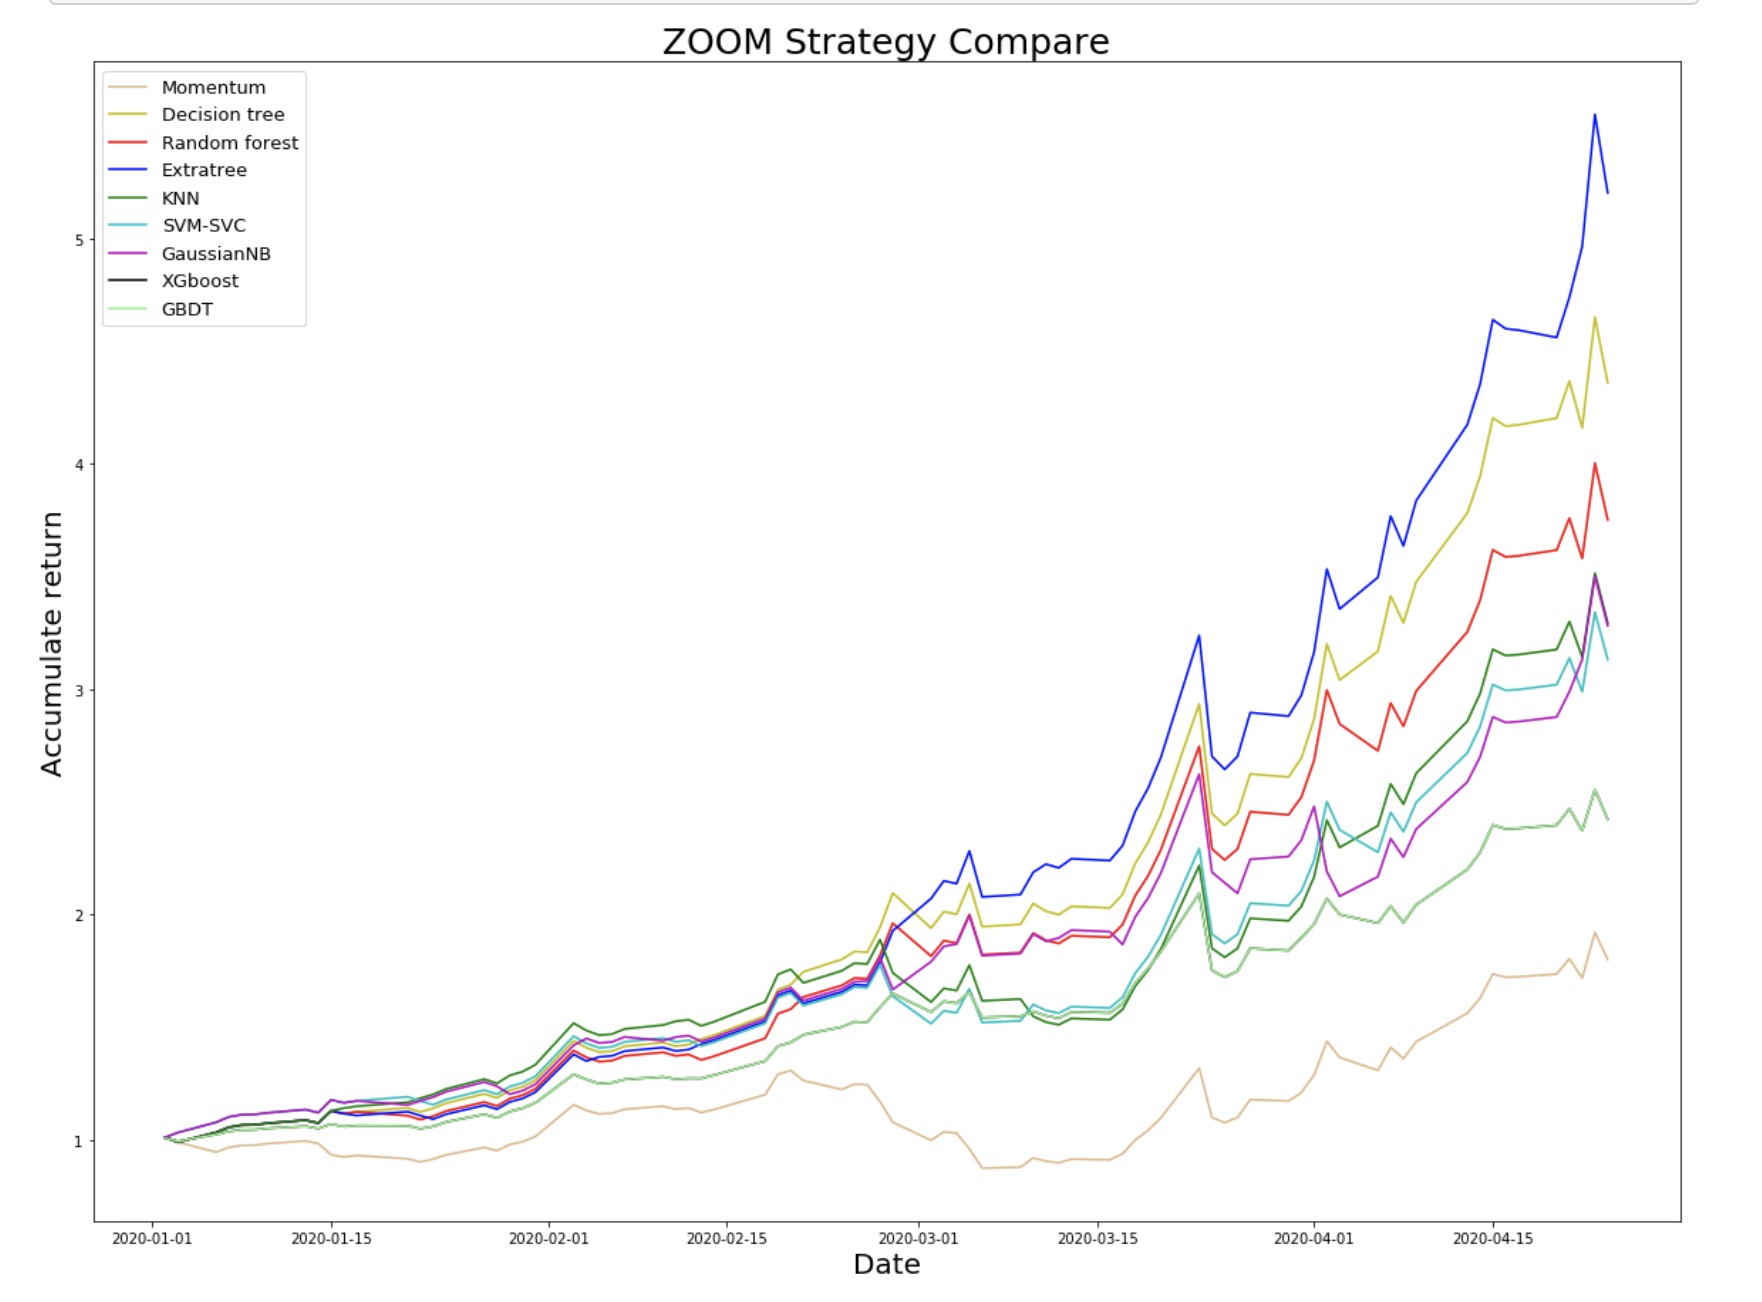 ZOOM Strategy Compare
Momentum
Decision tree
Random forest
Extratree
KNN
SVM-SVC
GaussianNB
XGboost
GBDT
5
4
3
2
1
Accumulate return
2020-01-01 2020-01-15 2020-02-01 2020-02-15 2020-03-01 2020-03-15 2020-04-01 2020-04-15
Date